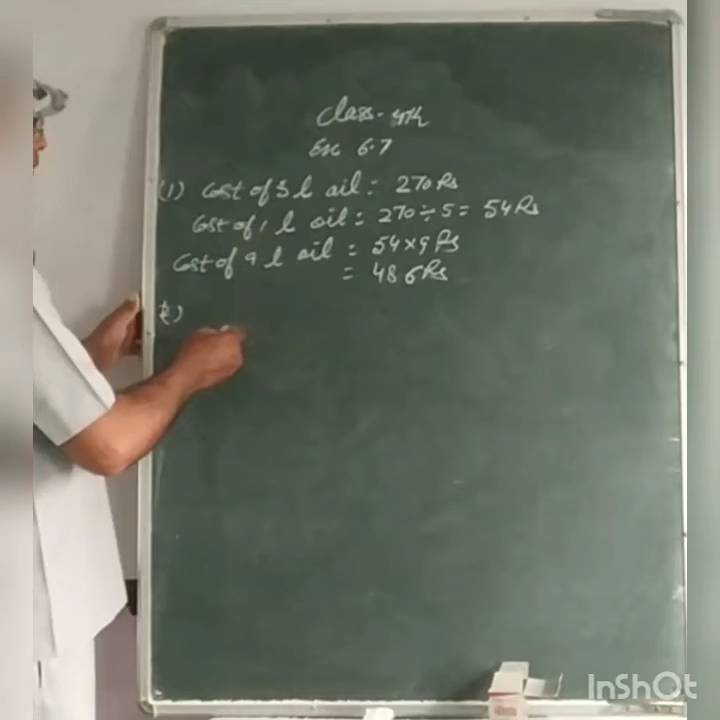 Class - 4th
Ex 6.7
(1) Cost of 5 l oil = 270 Rs
Cost of 1 l oil = 270 ÷ 5 = 54 Rs
Cost of 9 l oil = 54 × 9 Rs
= 486 Rs
2)
InShOt